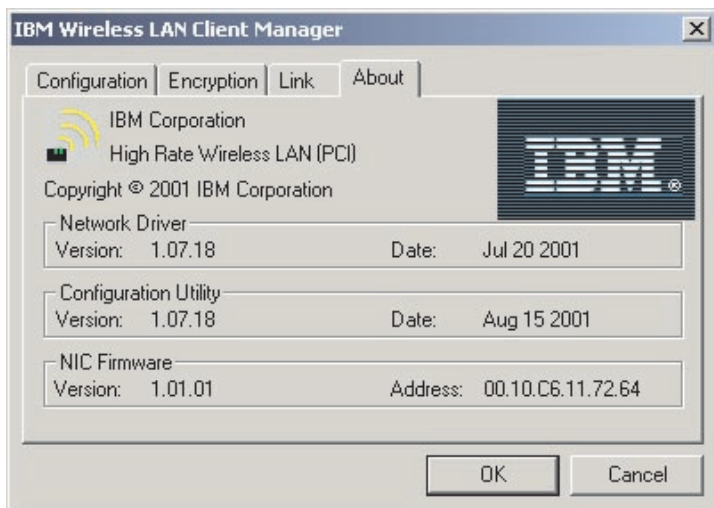 IBM Wireless LAN Client Manager
Configuration Encryption Link About
IBM Corporation
High Rate Wireless LAN (PCI)
Copyright © 2001 IBM Corporation
IBM®
Network Driver
Version: 1.07.18 Date: Jul 20 2001
Configuration Utility
Version: 1.07.18 Date: Aug 15 2001
NIC Firmware
Version: 1.01.01 Address: 00.10.C6.11.72.64
OK Cancel